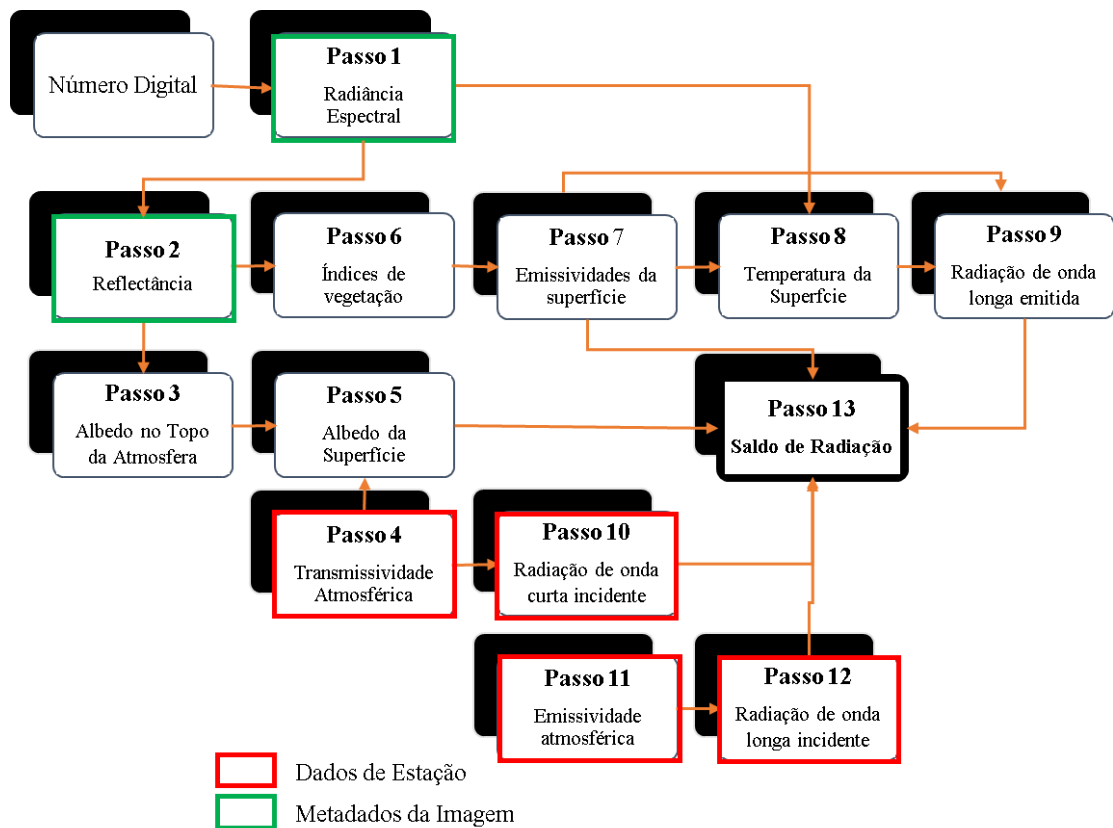 Número Digital
Passo 1
Radiância
Espectral
Passo 2
Reflectância
Passo 6
Índices de
vegetação
Passo 7
Emissividades da
superfície
Passo 8
Temperatura da
Superfcie
Passo 9
Radiação de onda
longa emitida
Passo 3
Albedo no Topo
da Atmosfera
Passo 5
Albedo da
Superfície
Passo 13
Saldo de Radiação
Passo 4
Transmissividade
Atmosférica
Passo 10
Radiação de onda
curta incidente
Passo 11
Emissividade
atmosférica
Passo 12
Radiação de onda
longa incidente
Dados de Estação
Metadados da Imagem